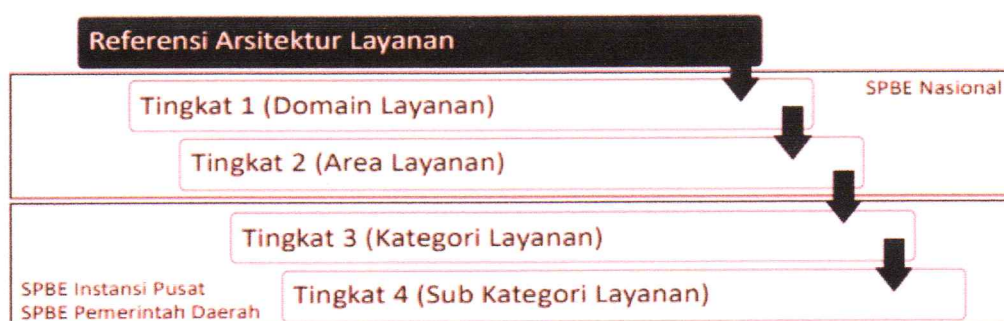 Referensi Arsitektur Layanan
SPBE Nasional
Tingkat 1 (Domain Layanan)
Tingkat 2 (Area Layanan)
Tingkat 3 (Kategori Layanan)
SPBE Instansi Pusat
SPBE Pemerintah Daerah
Tingkat 4 (Sub Kategori Layanan)